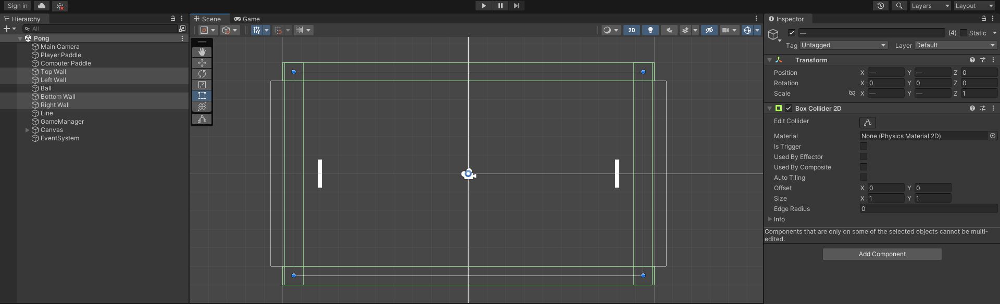 Sign in
Layers
Layout
Hierarchy
All
Pong
Main Camera
Player Paddle
Computer Paddle
Top Wall
Left Wall
Ball
Bottom Wall
Right Wall
Line
GameManager
Canvas
EventSystem
Scene
Game
2D
Inspector
— (4) Static
Tag Untagged Layer Default
Transform
Position X — Y — Z 0
Rotation X 0 Y 0 Z 0
Scale X — Y — Z 1
Box Collider 2D
Edit Collider
Material None (Physics Material 2D)
Is Trigger
Used By Effector
Used By Composite
Auto Tiling
Offset X 0 Y 0
Size X 1 Y 1
Edge Radius 0
Info
Components that are only on some of the selected objects cannot be multi-
edited.
Add Component